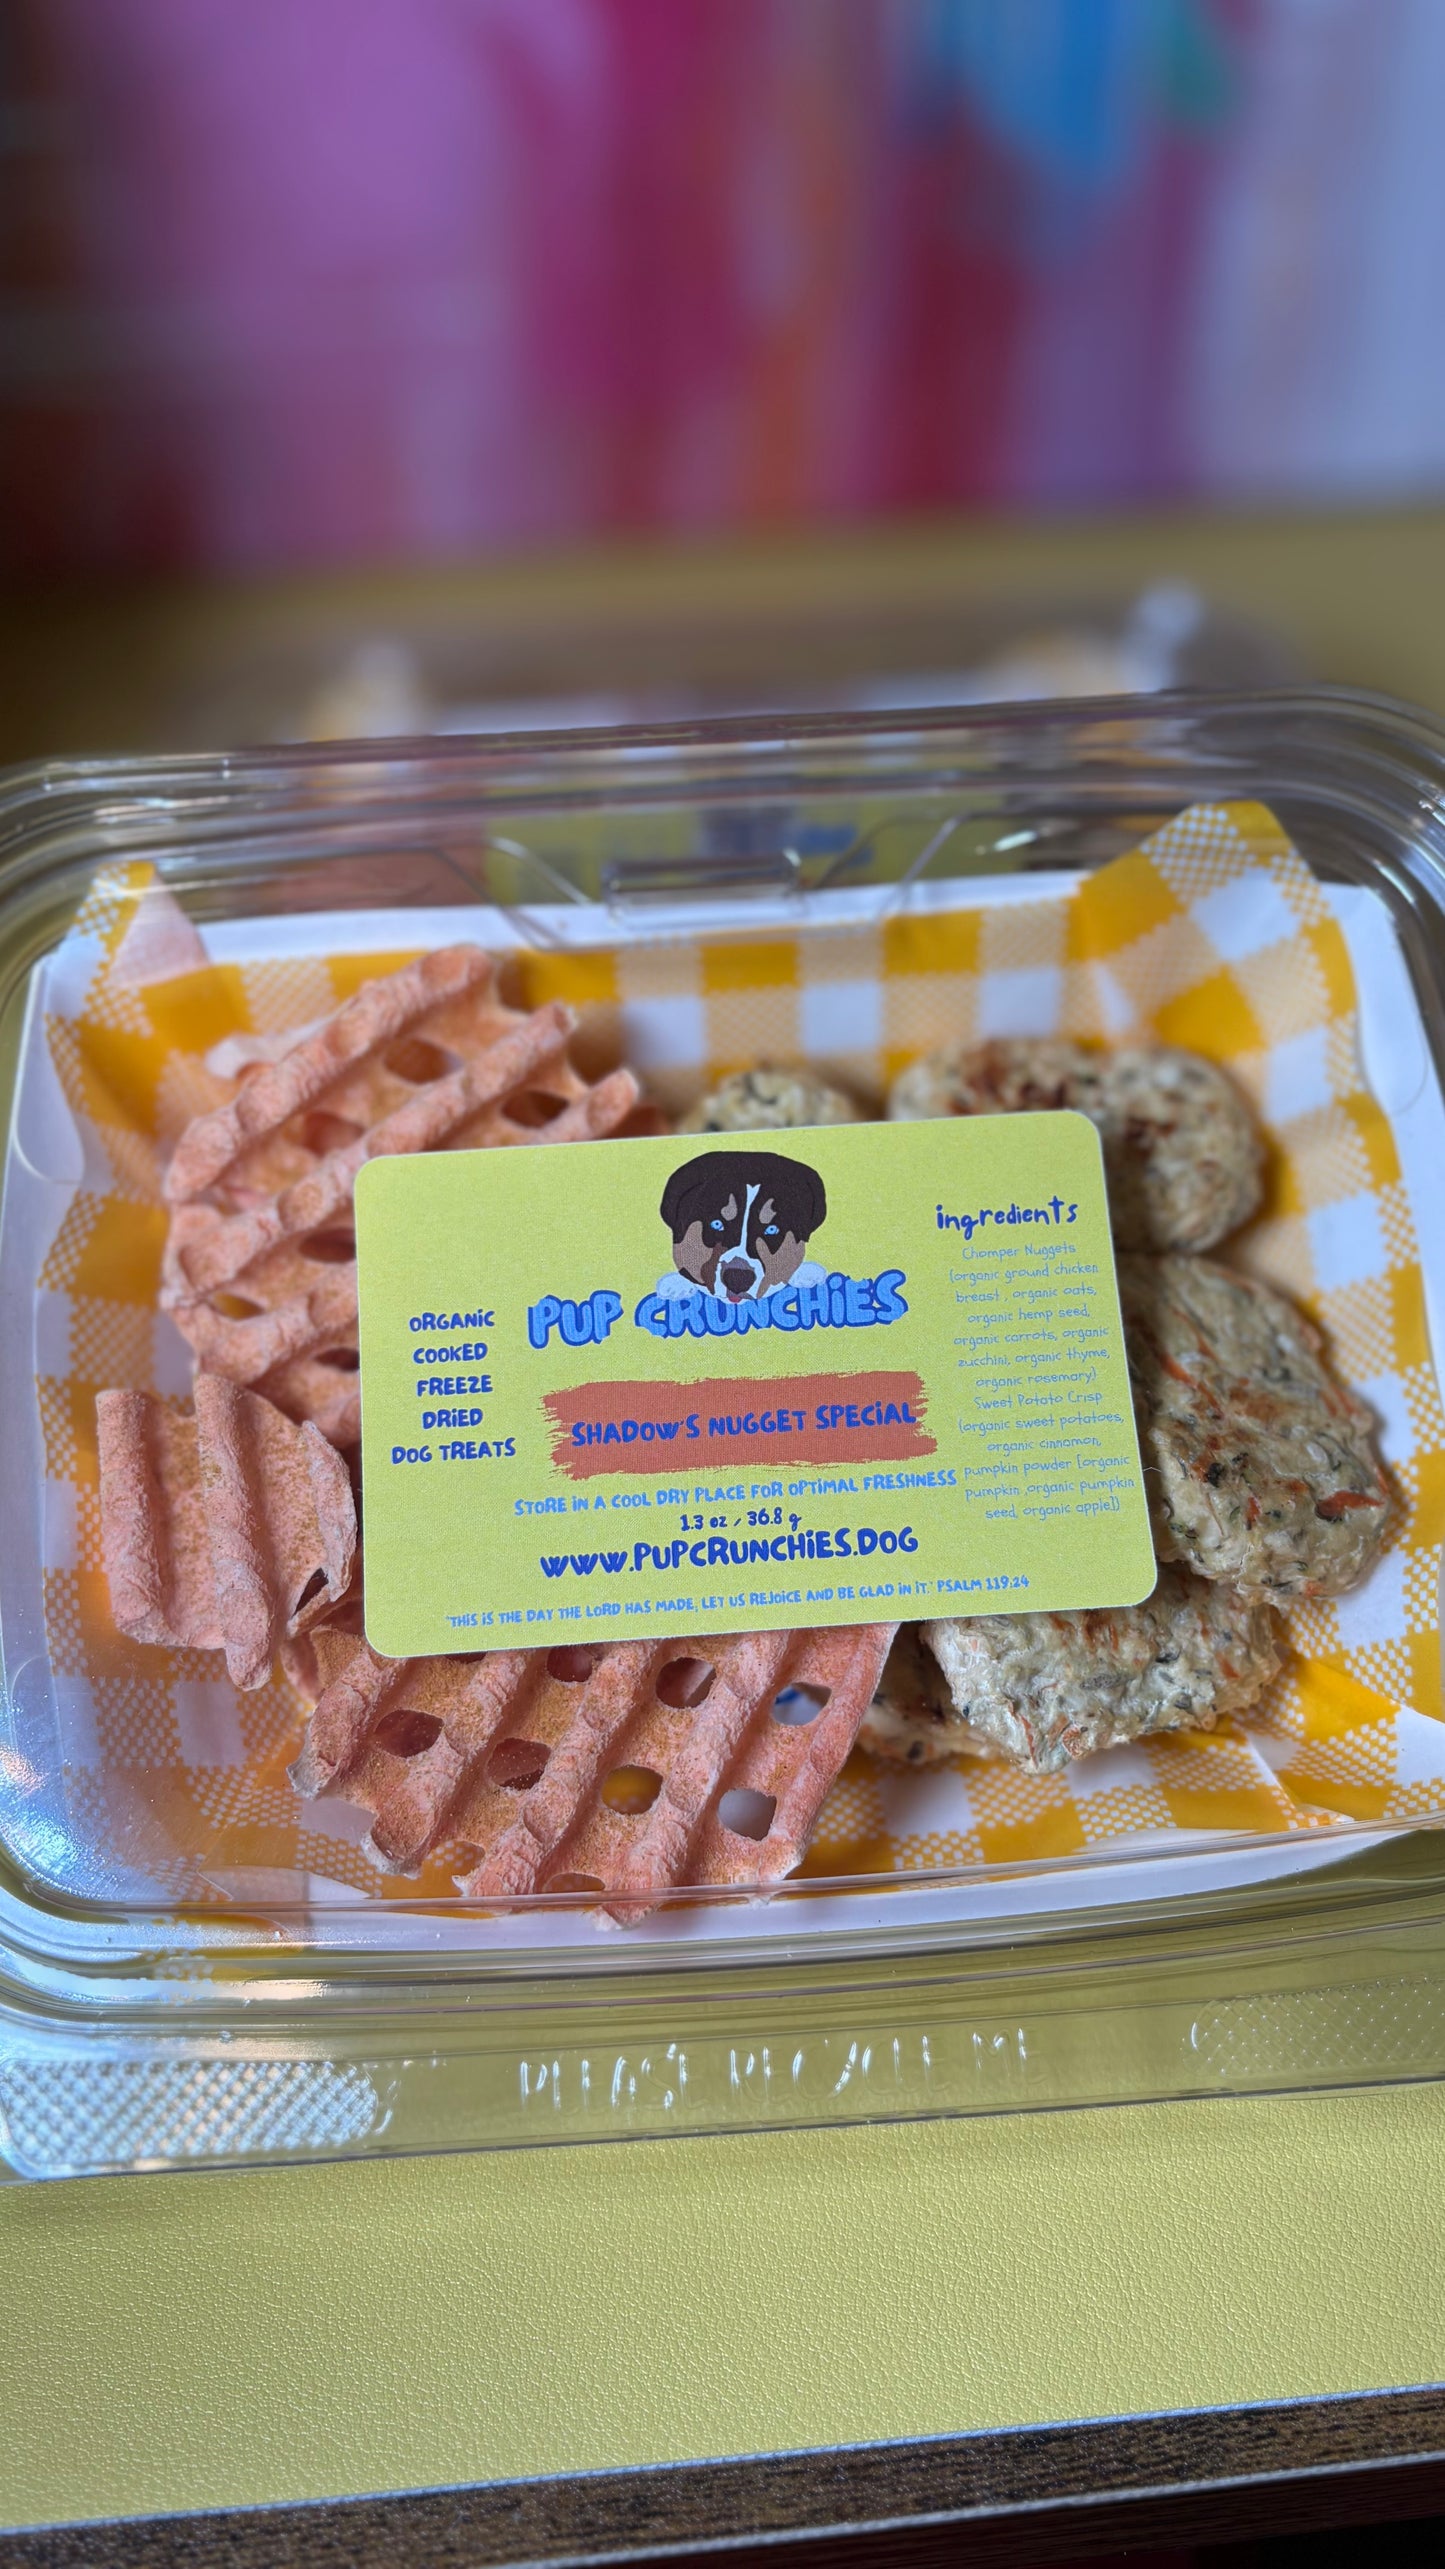 ORGANIC
COOKED
FREEZE
DRIED
DOG TREATS
PUP CRUNCHIES
SHADOW'S NUGGET SPECIAL
STORE IN A COOL DRY PLACE FOR OPTIMAL FRESHNESS
1.3 oz / 36.8 g
WWW.PUPCRUNCHIES.DOG
"THIS IS THE DAY THE LORD HAS MADE, LET US REJOICE AND BE GLAD IN IT." PSALM 119:24
ingredients
Chomper Nuggets
(organic ground chicken
breast , organic oats,
organic hemp seed,
organic carrots, organic
zucchini, organic thyme,
organic rosemary)
Sweet Potato Crisp
(organic sweet potatoes,
organic cinnamon,
pumpkin powder [organic
pumpkin ,organic pumpkin
seed, organic apple])
PLEASE RECYCLE ME